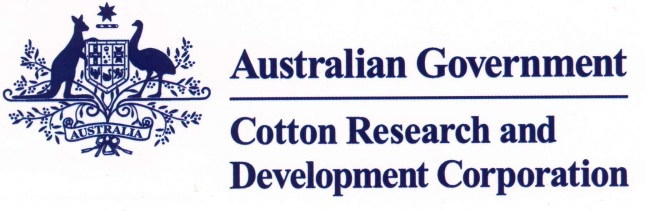 AUSTRALIA
Australian Government
Cotton Research and
Development Corporation